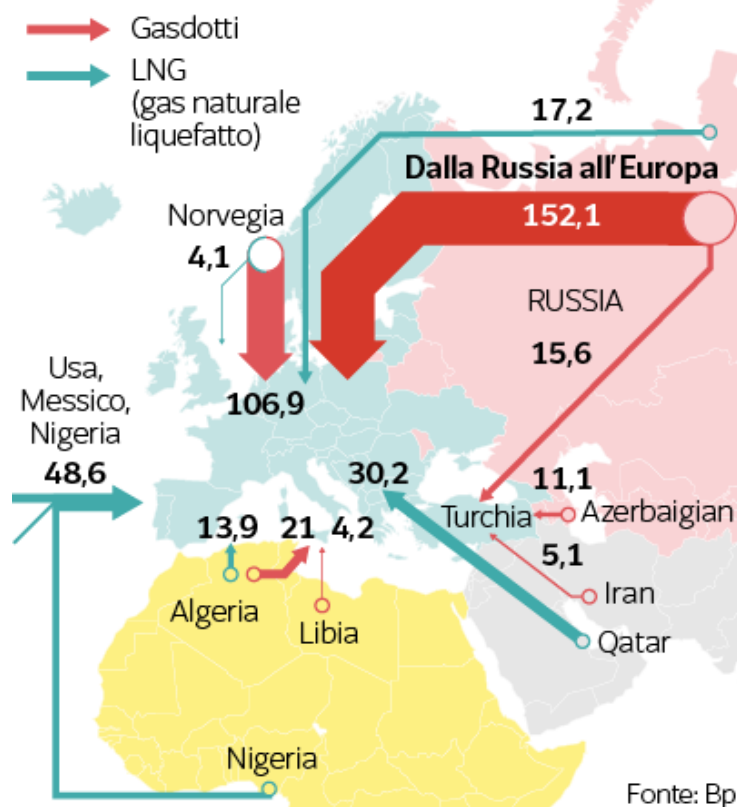 Gasdotti
LNG
(gas naturale
liquefatto)
17,2
Dalla Russia all'Europa
152,1
Norvegia
4,1
RUSSIA
15,6
Usa,
Messico,
Nigeria
48,6
106,9
30,2
11,1
Turchia
Azerbaigian
13,9
21
4,2
5,1
Iran
Algeria
Libia
Qatar
Nigeria
Fonte: Bp